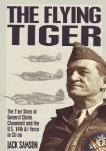 THE FLYING
TIGER
The True Story of
General Claire
Chennault and the
U.S. 14th Air Force
in China
JACK SAMSON